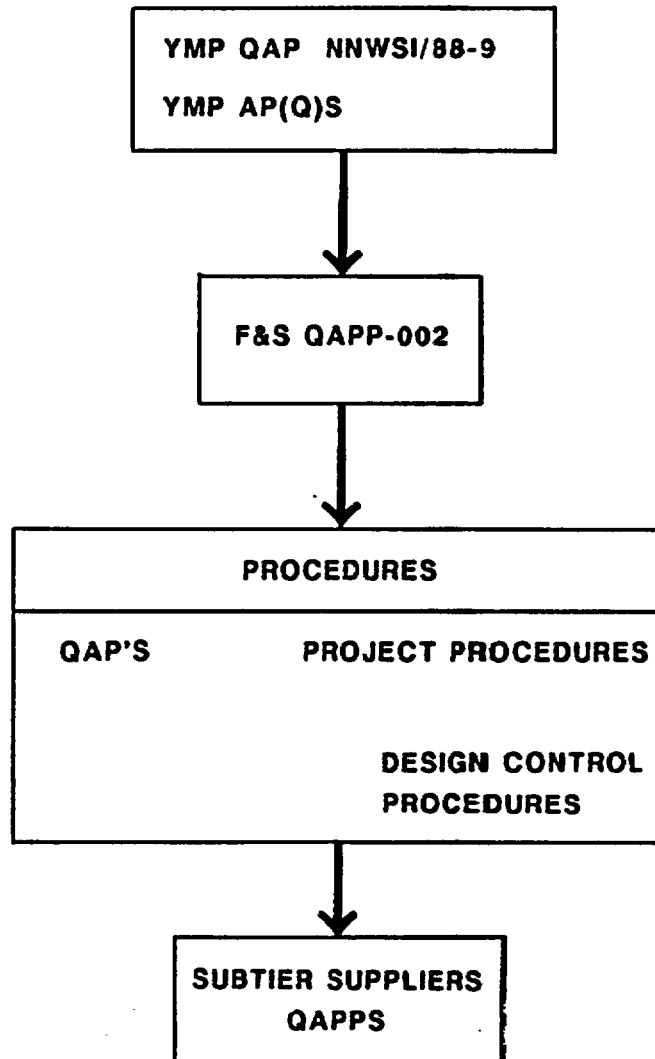 YMP QAP NNWSI/88-9
YMP AP(Q)S
F&S QAPP-002
PROCEDURES
QAP'S PROJECT PROCEDURES
DESIGN CONTROL
PROCEDURES
SUBTIER SUPPLIERS
QAPPS